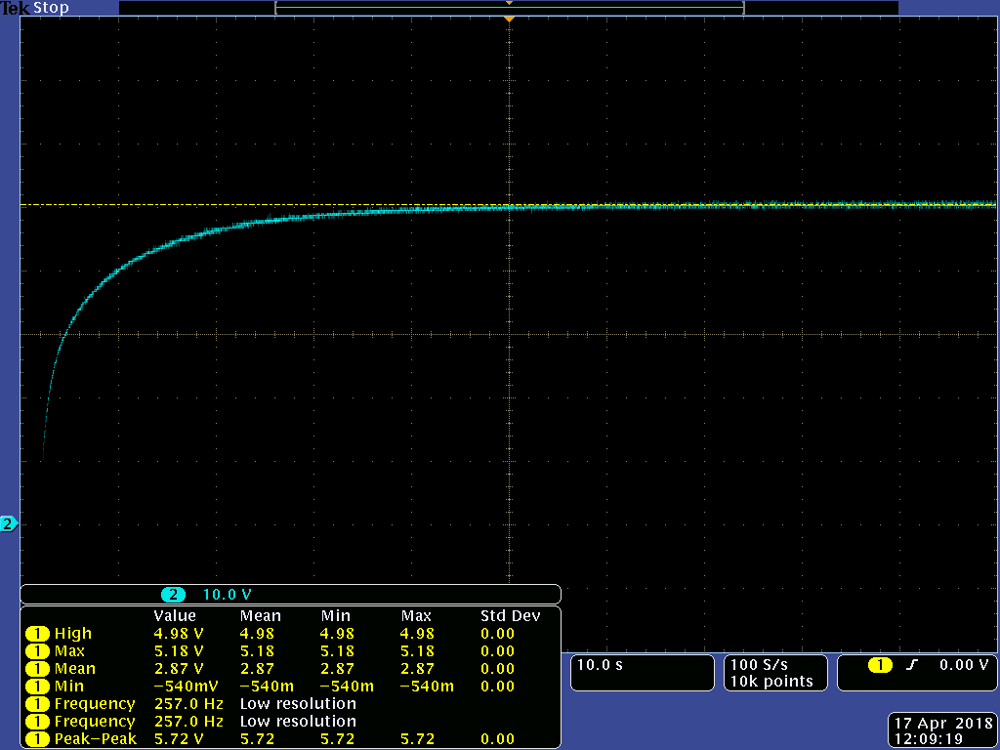 Tek Stop
2
2 10.0 V
Value Mean Min Max Std Dev
1 High 4.98 V 4.98 4.98 4.98 0.00
1 Max 5.18 V 5.18 5.18 5.18 0.00
1 Mean 2.87 V 2.87 2.87 2.87 0.00
1 Min −540mV −540m −540m −540m 0.00
1 Frequency 257.0 Hz Low resolution
1 Frequency 257.0 Hz Low resolution
1 Peak−Peak 5.72 V 5.72 5.72 5.72 0.00
10.0 s
100 S/s
10k points
1 0.00 V
17 Apr 2018
12:09:19